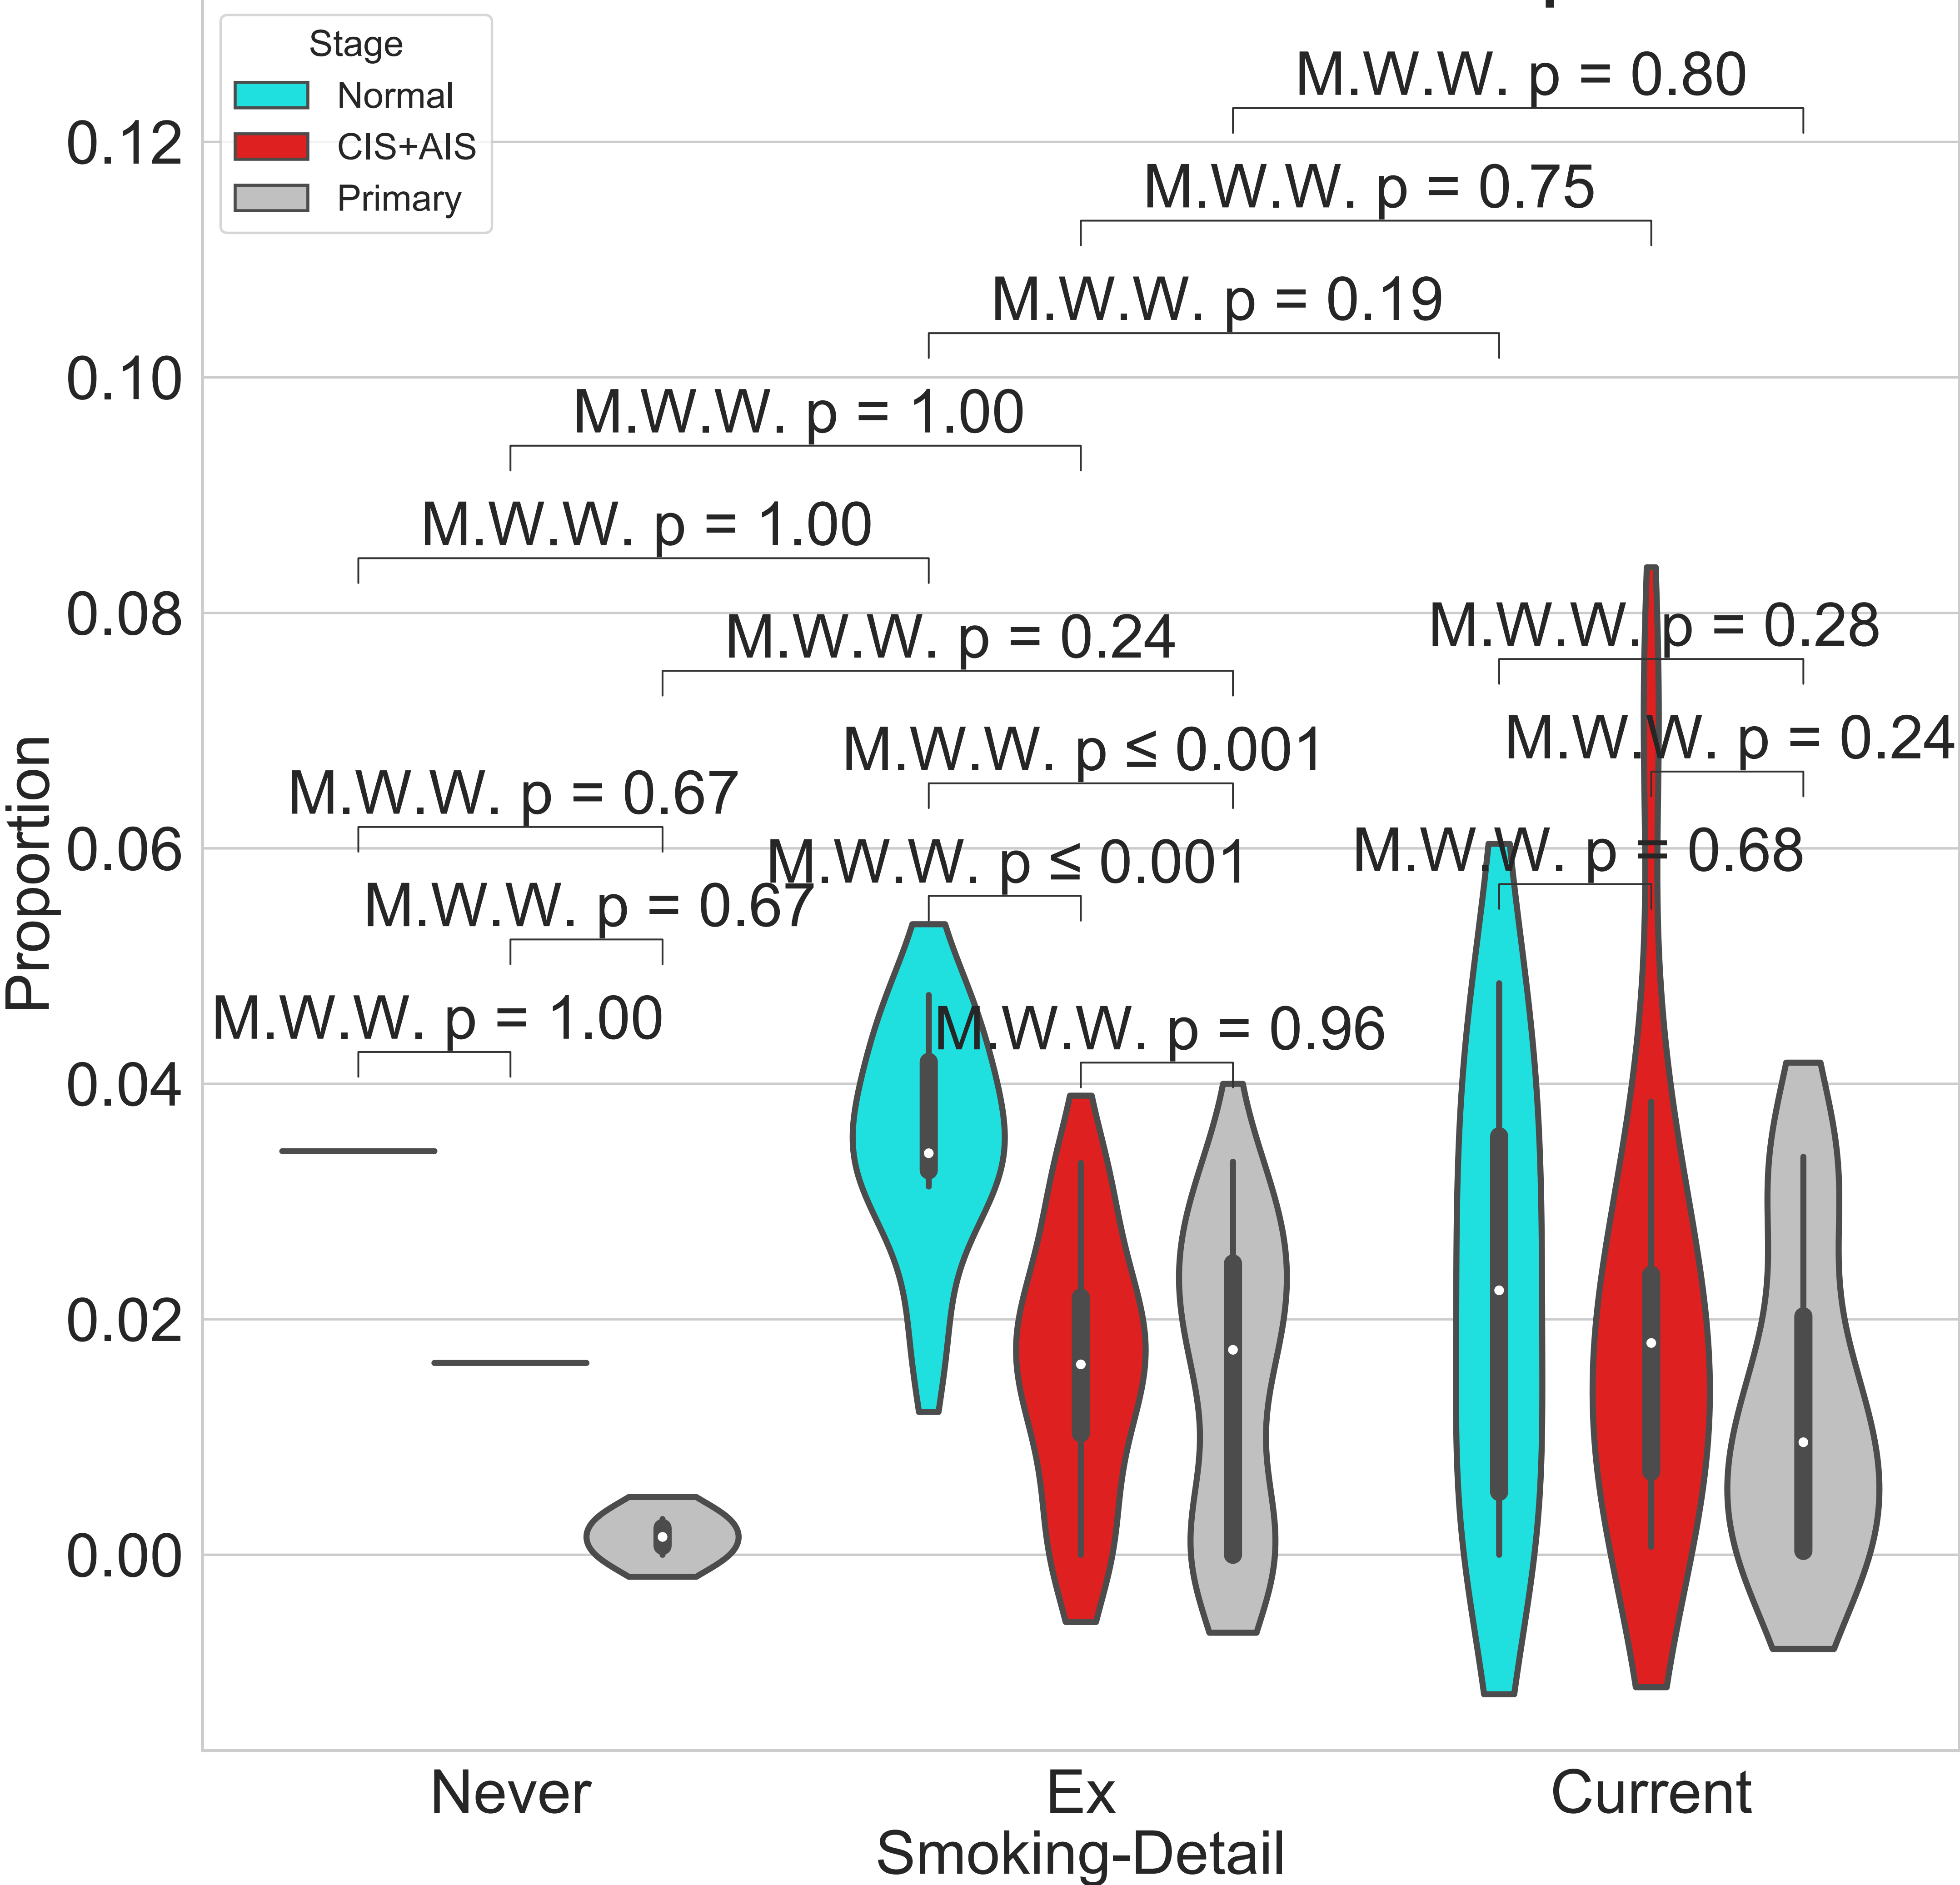 Stage
Normal
CIS+AIS
Primary
M.W.W. p = 0.80
0.12
M.W.W. p = 0.75
M.W.W. p = 0.19
0.10
M.W.W. p = 1.00
M.W.W. p = 1.00
0.08
M.W.W. p = 0.28
M.W.W. p = 0.24
M.W.W. p = 0.24
M.W.W. p ≤ 0.001
M.W.W. p = 0.67
0.06
M.W.W. p = 0.68
M.W.W. p ≤ 0.001
M.W.W. p = 0.67
M.W.W. p = 1.00
M.W.W. p = 0.96
0.04
0.02
0.00
Proportion
Never
Ex
Current
Smoking-Detail